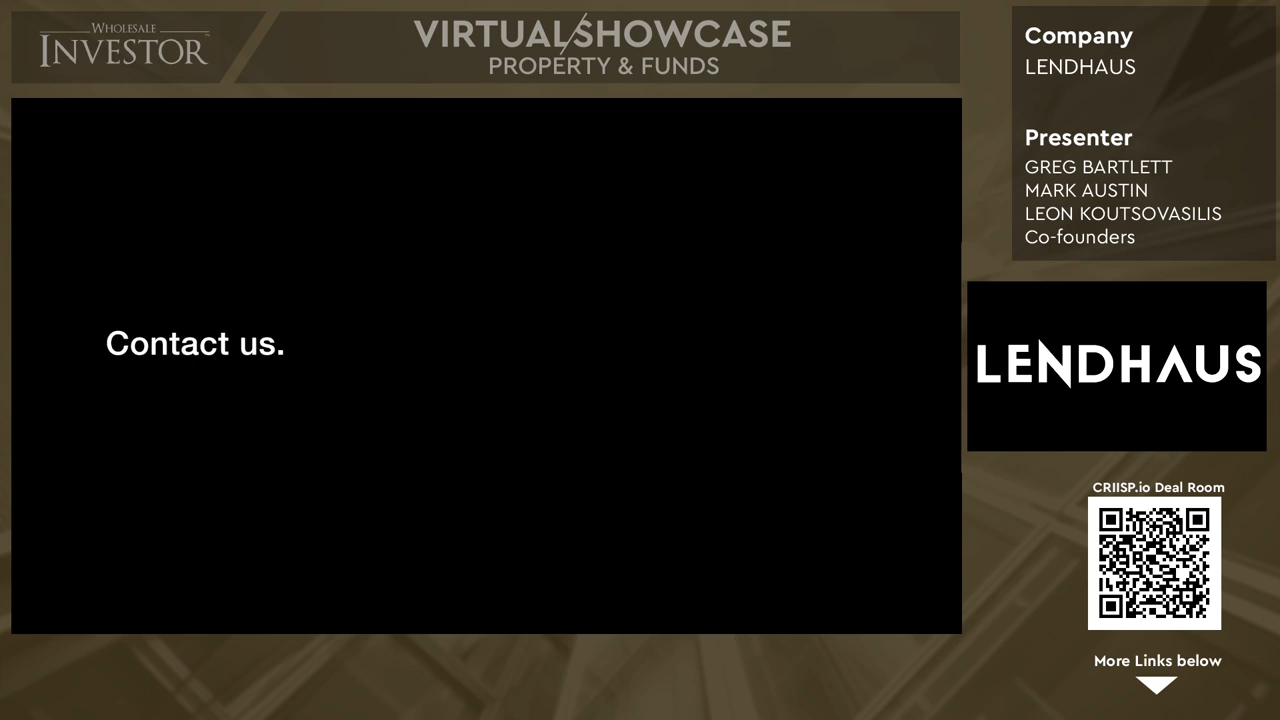 WHOLESALE
INVESTOR
VIRTUAL/SHOWCASE
PROPERTY & FUNDS
Contact us.
Company
LENDHAUS
Presenter
GREG BARTLETT
MARK AUSTIN
LEON KOUTSOVASILIS
Co-founders
LENDHAUS
CRIISP.io Deal Room
More Links below